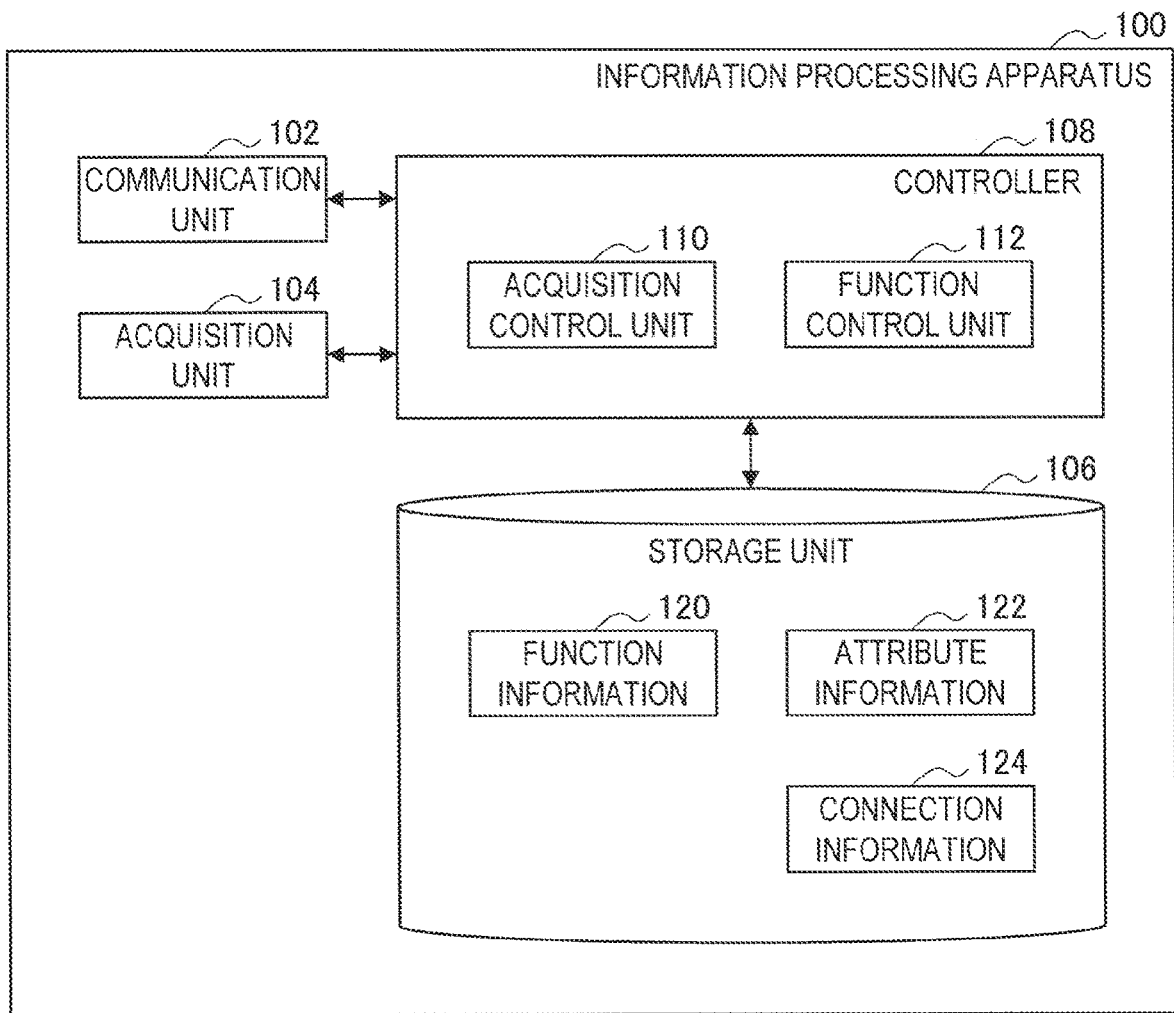 100
INFORMATION PROCESSING APPARATUS
102
COMMUNICATION
UNIT
108
CONTROLLER
110
ACQUISITION
CONTROL UNIT
112
FUNCTION
CONTROL UNIT
104
ACQUISITION
UNIT
106
STORAGE UNIT
120
FUNCTION
INFORMATION
122
ATTRIBUTE
INFORMATION
124
CONNECTION
INFORMATION